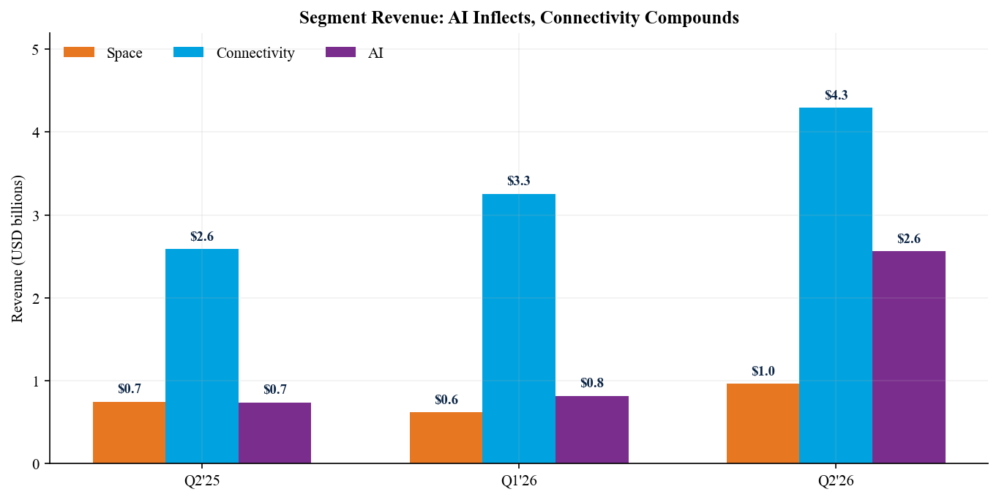 Segment Revenue: AI Inflects, Connectivity Compounds
Space
Connectivity
AI
Revenue (USD billions)
5
4
3
2
1
0
$0.7
$2.6
$0.7
$0.6
$3.3
$0.8
$1.0
$4.3
$2.6
Q2'25
Q1'26
Q2'26